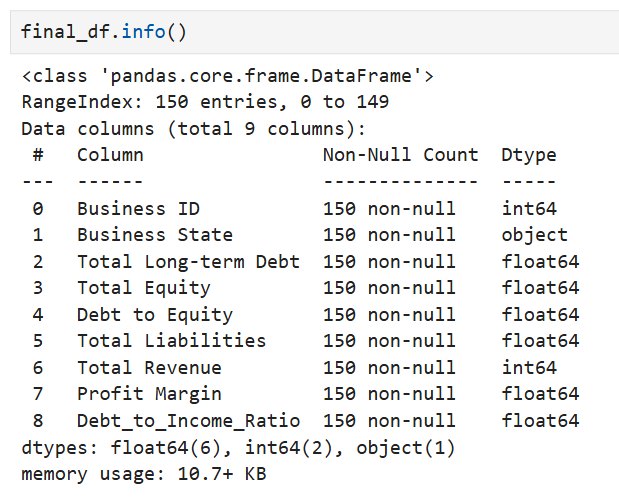 final_df.info()
<class 'pandas.core.frame.DataFrame'>
RangeIndex: 150 entries, 0 to 149
Data columns (total 9 columns):
 #   Column               Non-Null Count  Dtype
---  ------               --------------  -----
 0   Business ID          150 non-null    int64
 1   Business State       150 non-null    object
 2   Total Long-term Debt  150 non-null    float64
 3   Total Equity         150 non-null    float64
 4   Debt to Equity       150 non-null    float64
 5   Total Liabilities    150 non-null    float64
 6   Total Revenue        150 non-null    int64
 7   Profit Margin        150 non-null    float64
 8   Debt_to_Income_Ratio  150 non-null    float64
dtypes: float64(6), int64(2), object(1)
memory usage: 10.7+ KB